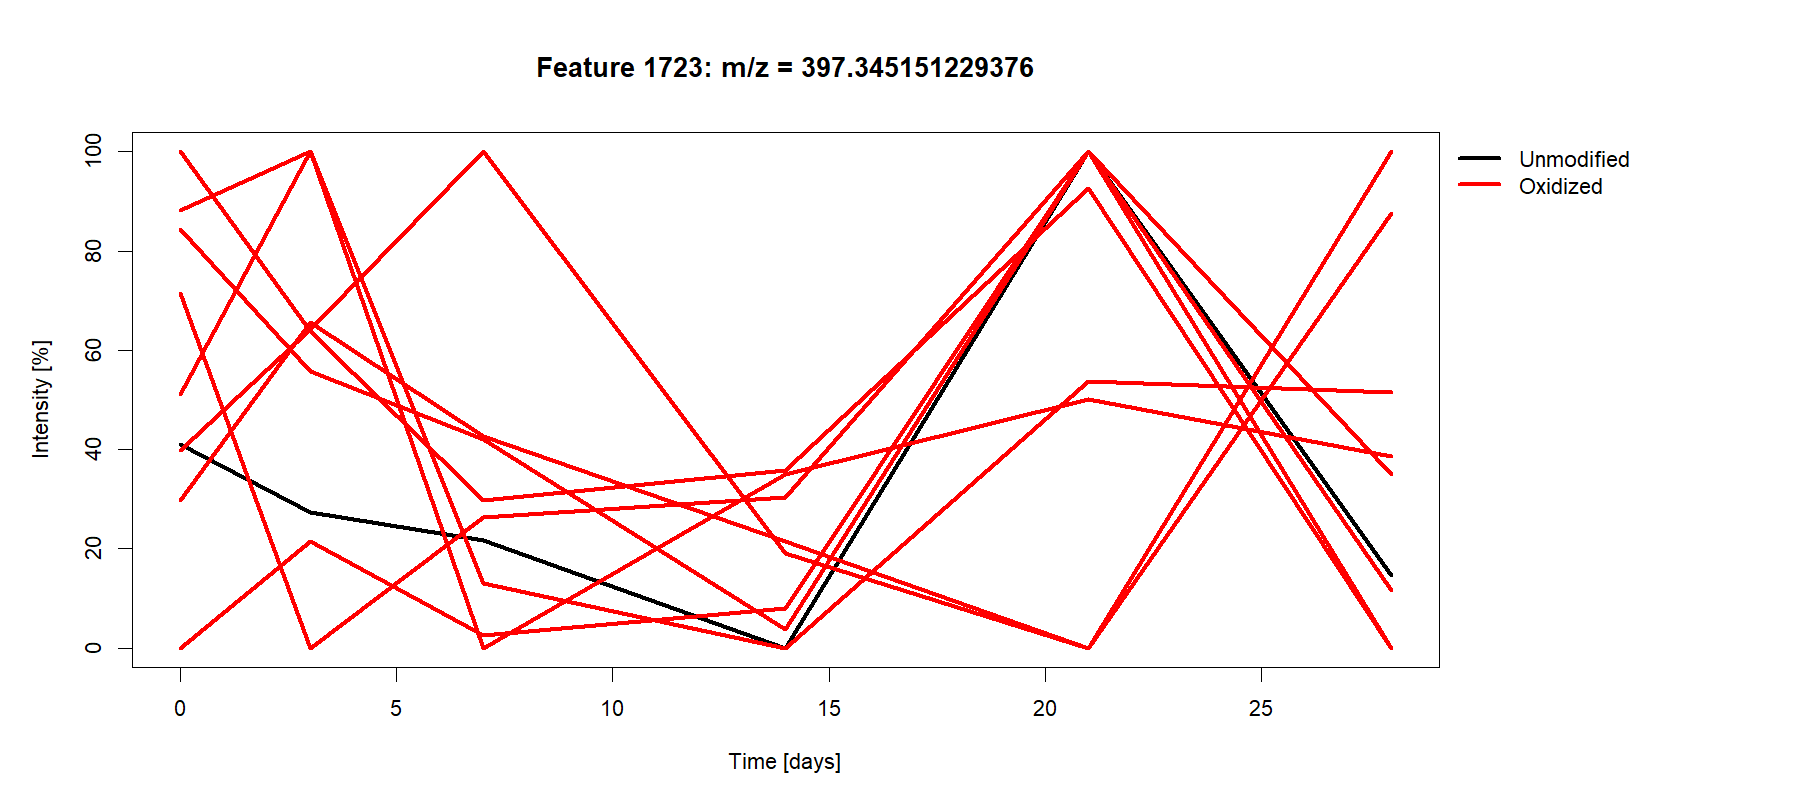 Feature 1723: m/z = 397.345151229376
Unmodified
Oxidized
Intensity [%]
100
80
60
40
20
0
0 5 10 15 20 25
Time [days]